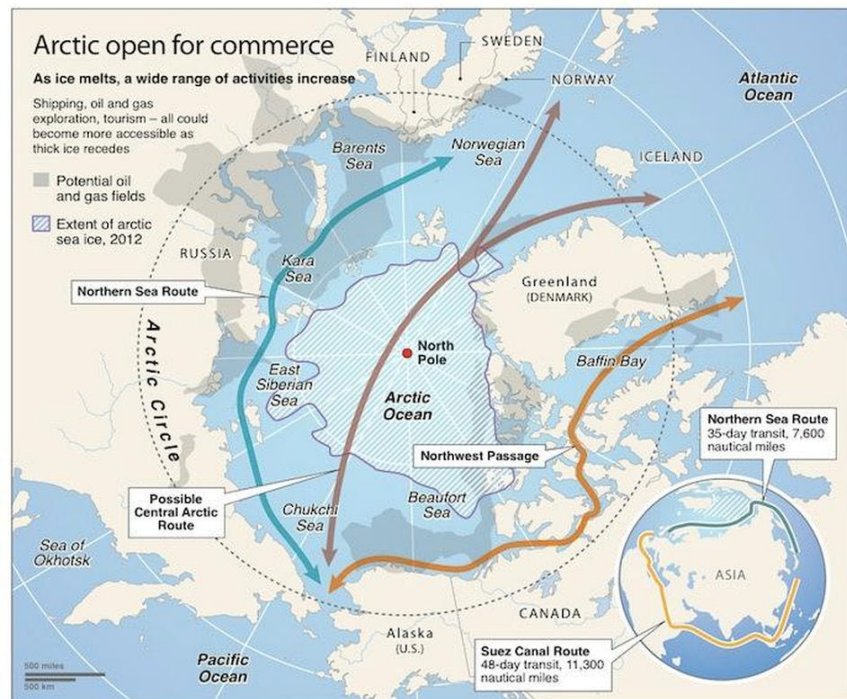 Arctic open for commerce
As ice melts, a wide range of activities increase
Shipping, oil and gas
exploration, tourism – all could
become more accessible as
thick ice recedes
Potential oil
and gas fields
Extent of arctic
sea ice, 2012
FINLAND
SWEDEN
NORWAY
Atlantic
Ocean
Barents
Sea
Norwegian
Sea
ICELAND
RUSSIA
Kara
Sea
Northern Sea Route
Greenland
(DENMARK)
Arctic Circle
North
Pole
East
Siberian
Sea
Arctic
Ocean
Baffin Bay
Northwest Passage
Northern Sea Route
35-day transit, 7,600
nautical miles
Possible
Central Arctic
Route
Chukchi
Sea
Beaufort
Sea
Sea of
Okhotsk
ASIA
CANADA
Alaska
(U.S.)
Suez Canal Route
48-day transit, 11,300
nautical miles
Pacific
Ocean
500 miles
500 km